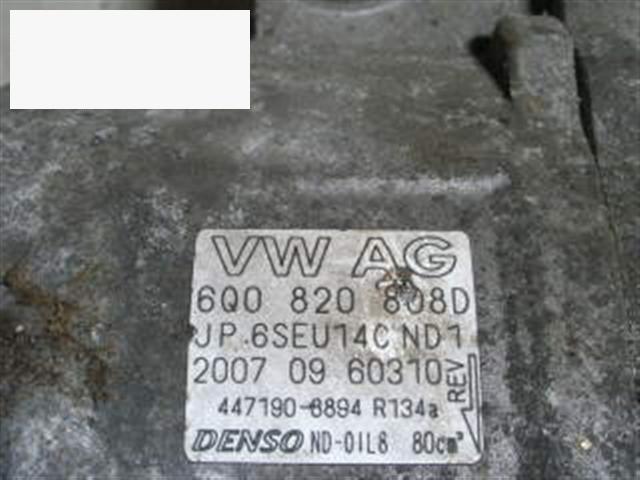 VW AG
6Q0 820 808D
JP.6SEU14C ND1
2007 09 60310
REV
447190-6894 R134a
DENSO ND-OIL8 80cm³